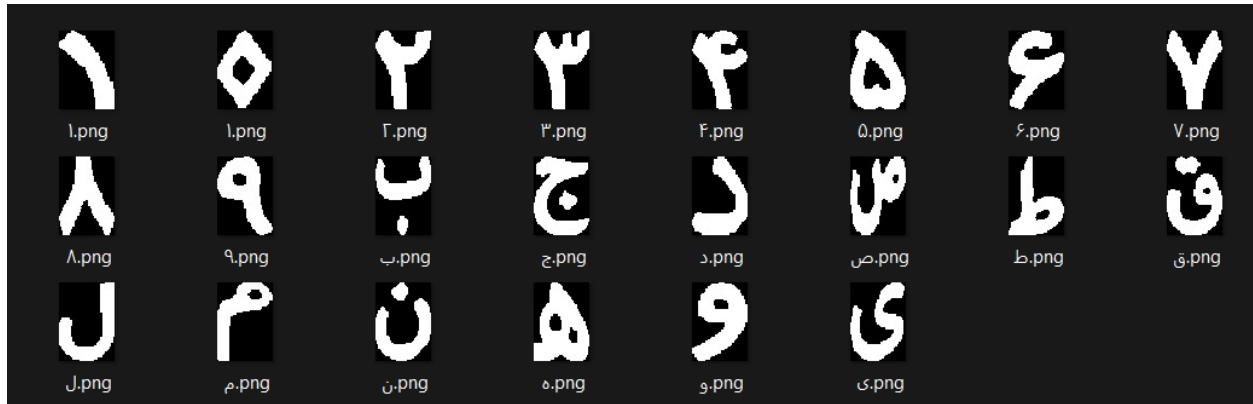 ۱ ۰ ۲ ۳ ۴ ۵ ۶ ۷
۱.png ۱.png ۲.png ۳.png ۴.png ۵.png ۶.png ۷.png
۸ ۹ ب ج د ص ط ق
۸.png ۹.png ب.png ج.png د.png ص.png ط.png ق.png
ل م ن ه و ی
ل.png م.png ن.png ه.png و.png ی.png